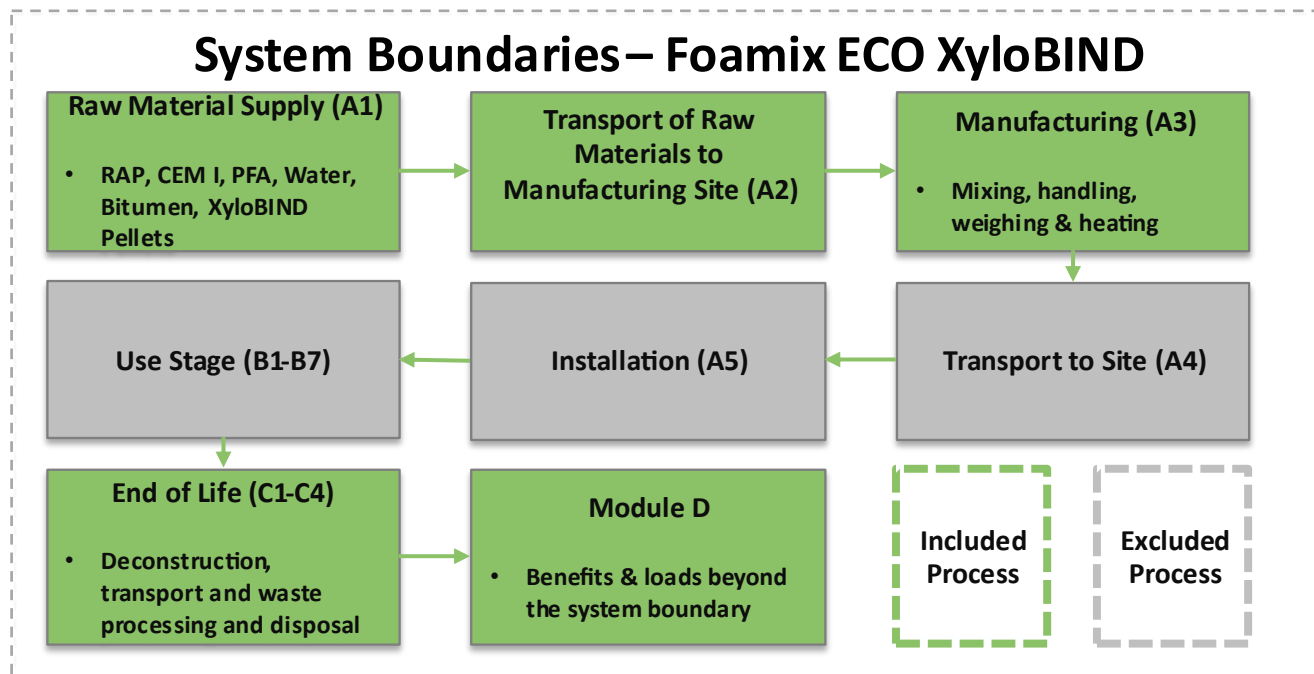 System Boundaries – Foamix ECO XyloBIND
Raw Material Supply (A1)
• RAP, CEM I, PFA, Water,
Bitumen, XyloBIND
Pellets
Transport of Raw
Materials to
Manufacturing Site (A2)
Manufacturing (A3)
• Mixing, handling,
weighing & heating
Transport to Site (A4)
Installation (A5)
Use Stage (B1-B7)
End of Life (C1-C4)
• Deconstruction,
transport and waste
processing and disposal
Module D
• Benefits & loads beyond
the system boundary
Included
Process
Excluded
Process